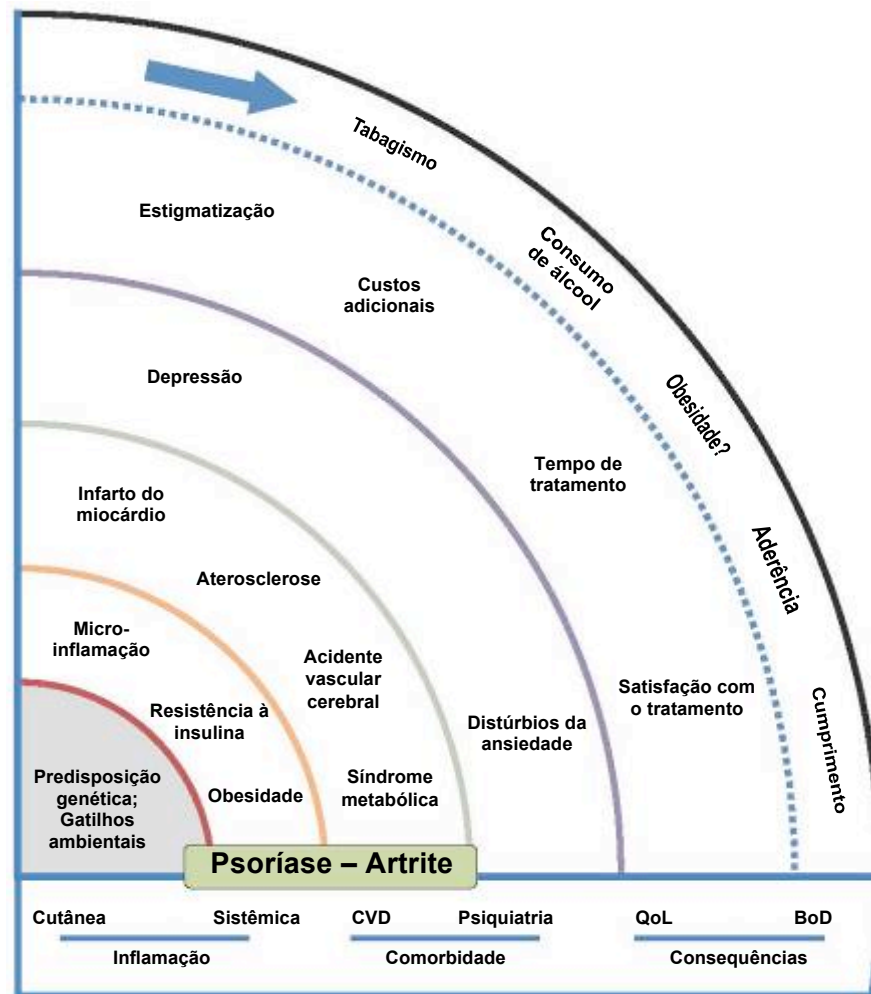 Tabagismo
Consumo
de álcool
Obesidade?
Aderência
Cumprimento
Estigmatização
Custos
adicionais
Tempo de
tratamento
Satisfação com
o tratamento
Depressão
Distúrbios da
ansiedade
Infarto do
miocárdio
Aterosclerose
Acidente
vascular
cerebral
Síndrome
metabólica
Micro-
inflamação
Resistência à
insulina
Obesidade
Predisposição
genética;
Gatilhos
ambientais
Psoríase – Artrite
Cutânea Sistêmica CVD Psiquiatria QoL BoD
Inflamação Comorbidade Consequências